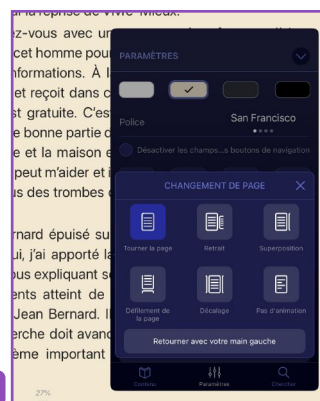 ur la reprise de Vivre-Mieux.
ez-vous avec un
cet homme pour
nformations. À l
et reçoit dans c
st gratuite. C'es
e bonne partie d
e et la maison e
peut m'aider et i
us des trombes d
rnard épuisé su
ui, j'ai apporté la
ous expliquant se
ents atteint de
Jean Bernard. Il
erche doit avanc
ème important
27%
PARAMÈTRES
Police
San Francisco
Désactiver les champs...s boutons de navigation
CHANGEMENT DE PAGE
Tourner la page
Retrait
Superposition
Défilement de la page
Décalage
Pas d'animation
Retourner avec votre main gauche
Contenu
Paramètres
Chercher